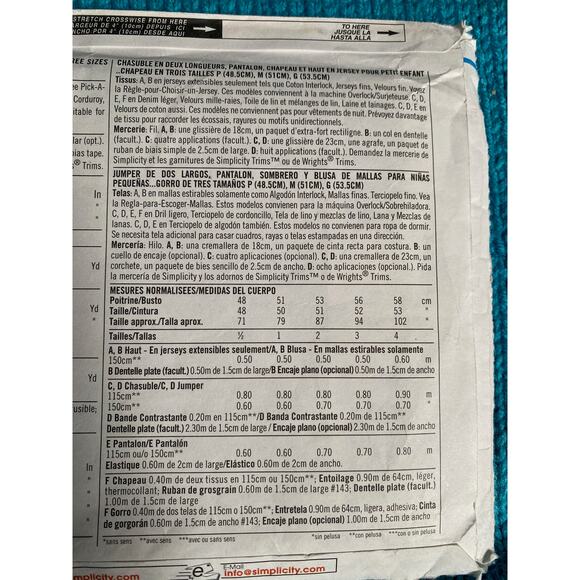 STRETCH CROSSWISE FROM HERE
LARGEUR DE 4" (10cm) DEPUIS ICI
ANCHO POR 4" (10cm) DESDE AQUI
TO HERE
JUSQUE LA
HASTA ALLA
REE SIZES
Pick-A-
Corduroy,
itable for
lar (opt.).
bias tape.
® Trims.
In
"
"
Yd
Yd
"
Yd
fusible;
In
"
"
"
CHASUBLE EN DEUX LONGUEURS, PANTALON, CHAPEAU ET HAUT EN JERSEY POUR PETIT ENFANT
...CHAPEAU EN TROIS TAILLES P (48.5CM), M (51CM), G (53.5CM)
Tissus: A, B en jerseys extensibles seulement tels que Coton Interlock, Jerseys fins, Velours fin. Voyez
la Règle-pour-Choisir-un-Jersey. Ces modèles conviennent à la machine Overlock/Surjeteuse. C, D,
E, F en Denim léger, Velours mille-raies, Toile de lin et mélanges de lin, Laine et lainages. C, D, E en
Velours de coton aussi. Ces modèles ne conviennent pas pour vêtements de nuit. Prévoyez davantage
de tissu pour raccorder les écossais, rayures ou motifs unidirectionnels.
Mercerie: Fil. A, B: une glissière de 18cm, un paquet d'extra-fort rectiligne. B: un col en dentelle
(facult.). C: quatre applications (facult.). C, D: une glissière de 23cm, une agrafe, un paquet de
ruban de biais simple de 2.5cm de large. D: huit applications (facult.). Demandez la mercerie de
Simplicity et les garnitures de Simplicity Trims™ ou de Wrights® Trims.
JUMPER DE DOS LARGOS, PANTALON, SOMBRERO Y BLUSA DE MALLAS PARA NIÑAS
PEQUEÑAS...GORRO DE TRES TAMAÑOS P (48.5CM), M (51CM), G (53.5CM)
Telas: A, B en mallas estirables solamente como Algodón Interlock, Mallas finas. Terciopelo fino. Vea
la Regla-para-Escoger-Mallas. Estos modelos convienen para la máquina Overlock/Sobrehiladora.
C, D, E, F en Dril ligero, Terciopelo de cordoncillo, Tela de lino y mezclas de lino, Lana y Mezclas de
lanas. C, D, E en Terciopelo de algodón también. Estos modelos no convienen para ropa de dormir.
Se necesita tela adicional para casar cuadros, rayas o telas estampadas en una dirección.
Mercería: Hilo. A, B: una cremallera de 18cm, un paquete de cinta recta para costura. B: un
cuello de encaje (opcional). C: cuatro aplicaciones (opcional). C, D: una cremallera de 23cm, un
corchete, un paquete de bies sencillo de 2.5cm de ancho. D: ocho aplicaciones (opcional). Pida
la mercería de Simplicity y los adornos de Simplicity Trims™ o de Wrights® Trims.
MESURES NORMALISEES/MEDIDAS DEL CUERPO
Poitrine/Busto 48 51 53 56 58 cm
Taille/Cintura 48 50 51 52 53 "
Taille approx./Talla aprox. 71 79 87 94 102 "
Tailles/Tallas ½ 1 2 3 4
A, B Haut - En jerseys extensibles seulement/A, B Blusa - En mallas estirables solamente
150cm** 0.50 0.50 0.50 0.50 0.60 m
B Dentelle plate (facult.) 0.50m de 1.5cm de large/B Encaje plano (opcional) 0.50m de 1.5cm de ancho
C, D Chasuble/C, D Jumper
115cm** 0.80 0.80 0.80 0.80 0.90 m
150cm** 0.60 0.60 0.70 0.70 0.70 "
D Bande Contrastante 0.20m en 115cm**/D Banda Contrastante 0.20m de 115cm**
Dentelle plate (facult.) 2.30m de 1.5cm de large / Encaje plano (opcional) 2.30m de 1.5cm de ancho
E Pantalon/E Pantalón
115cm ou/o 150cm** 0.60 0.60 0.70 0.70 0.80 m
Elastique 0.60m de 2cm de large/Elástico 0.60m de 2cm de ancho.
F Chapeau 0.40m de deux tissus en 115cm ou 150cm**; Entoilage 0.90m de 64cm, léger,
thermocollant; Ruban de grosgrain 0.60m de 1.5cm de large #143; Dentelle plate (facult.)
1.00m de 1.5cm de large
F Gorro 0.40m de dos telas de 115cm o 150cm**; Entretela 0.90m de 64cm, ligera, adhesiva; Cinta
de gorgorán 0.60m de 1.5cm de ancho #143; Encaje plano (opcional) 1.00m de 1.5cm de ancho
*sans sens **avec sens ***avec ou sans sens *sin pelusa **con pelusa ***con o sin pelusa
mplicity.com
e
E-Mail
info@simplicity.com